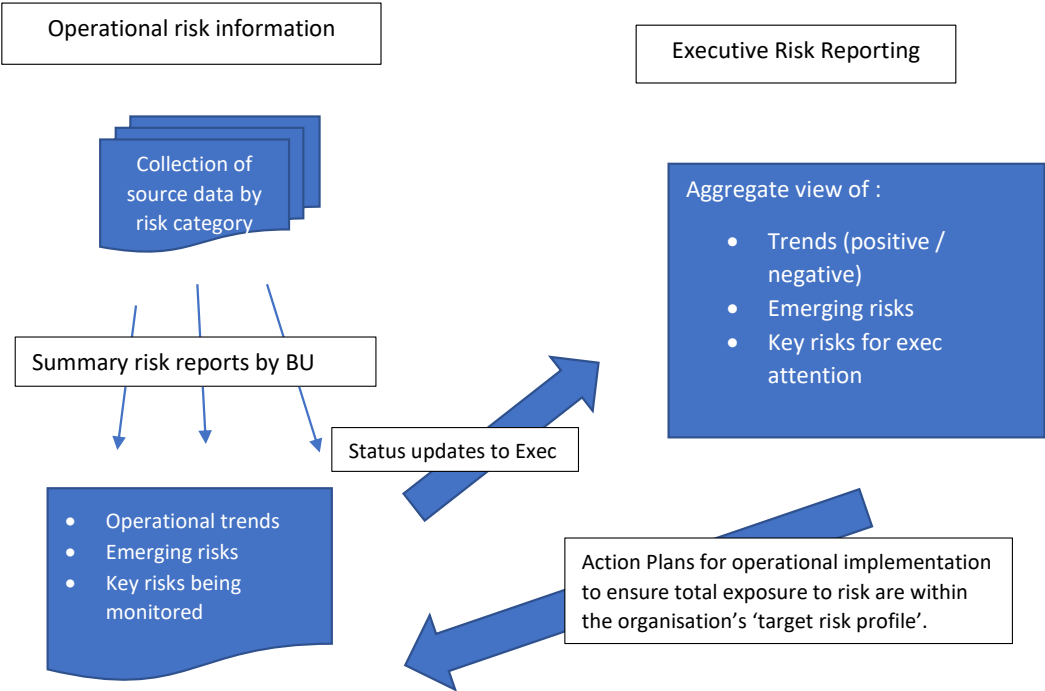 Operational risk information
Executive Risk Reporting
Collection of
source data by
risk category
Summary risk reports by BU
• Operational trends
• Emerging risks
• Key risks being
monitored
Status updates to Exec
Aggregate view of :
• Trends (positive /
negative)
• Emerging risks
• Key risks for exec
attention
Action Plans for operational implementation
to ensure total exposure to risk are within
the organisation’s ‘target risk profile’.